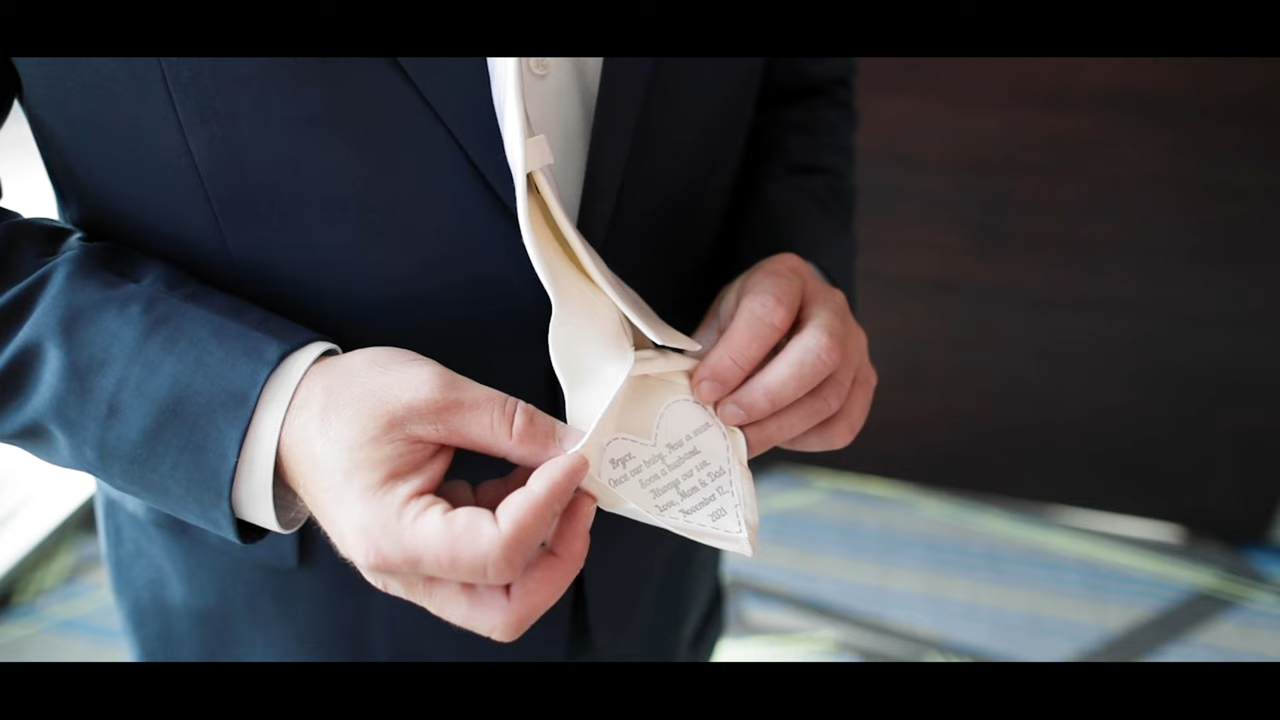 Bryce,
Once our baby. Now a man.
Soon a husband.
Always our son.
Love, Mom & Dad
November 12,
2021